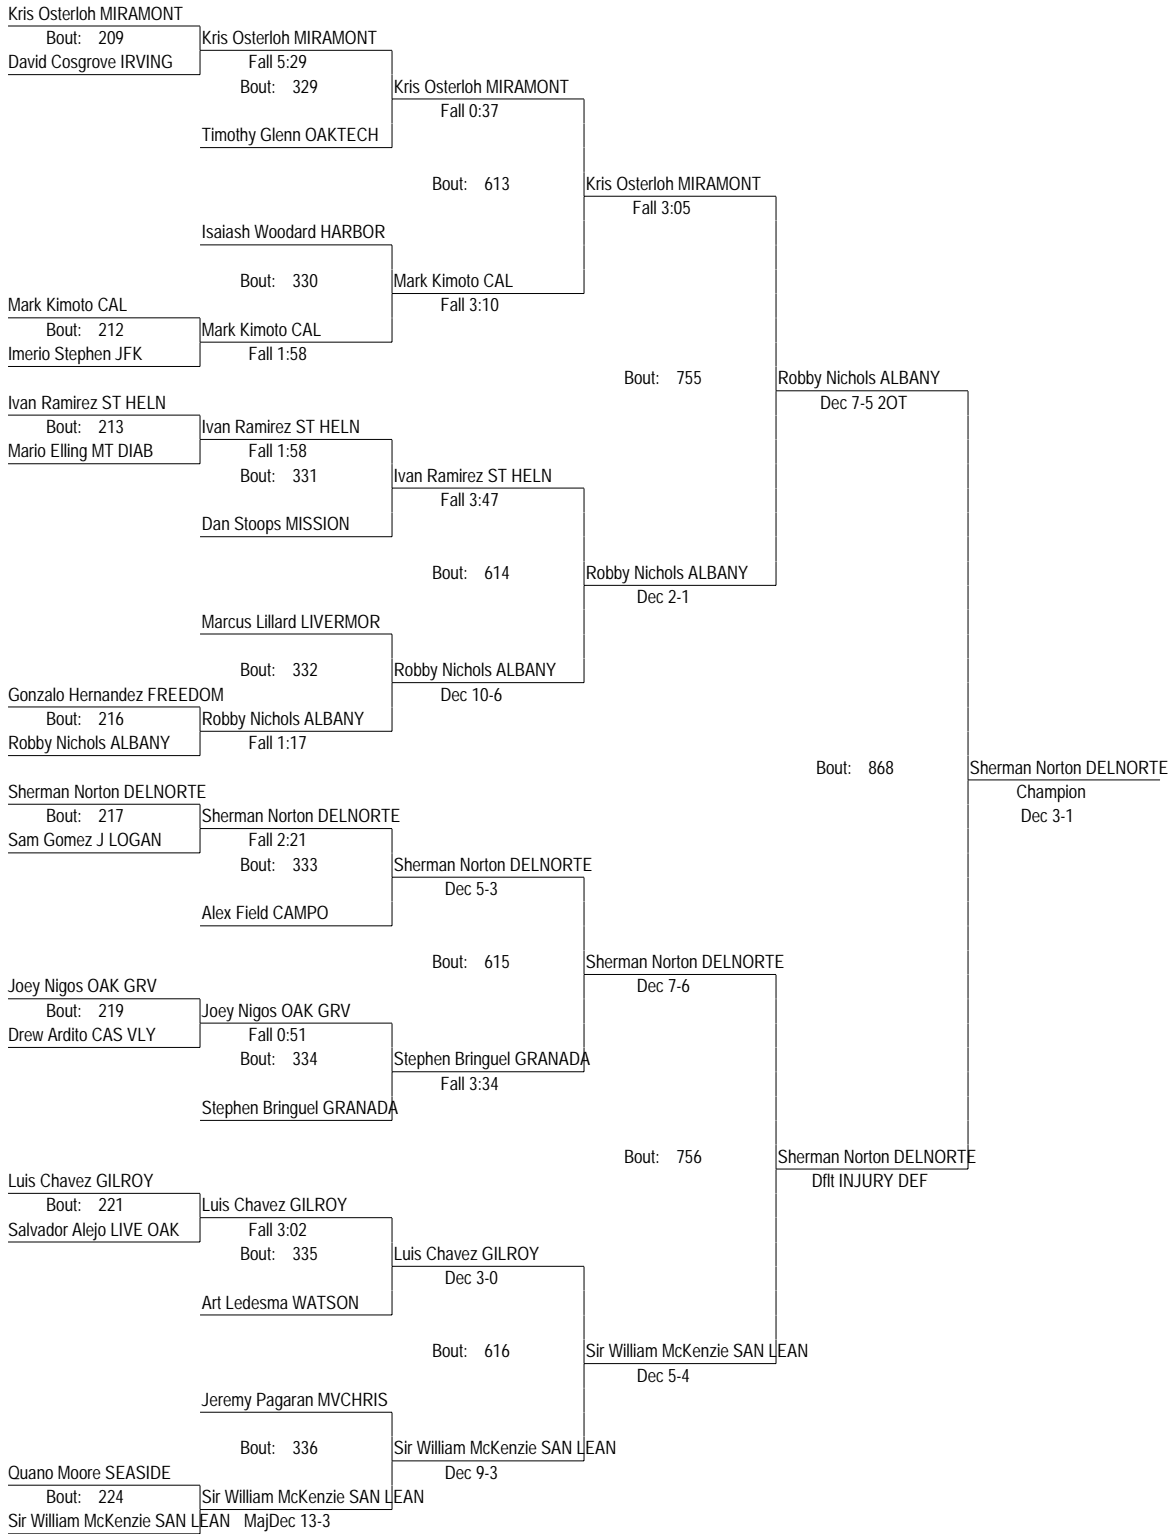 Kris Osterloh MIRAMONT
Bout: 209
Kris Osterloh MIRAMONT
David Cosgrove IRVING
Fall 5:29
Bout: 329
Kris Osterloh MIRAMONT
Fall 0:37
Timothy Glenn OAKTECH
Bout: 613
Kris Osterloh MIRAMONT
Fall 3:05
Isaiash Woodard HARBOR
Bout: 330
Mark Kimoto CAL
Mark Kimoto CAL
Fall 3:10
Bout: 212
Mark Kimoto CAL
Imerio Stephen JFK
Fall 1:58
Bout: 755
Robby Nichols ALBANY
Ivan Ramirez ST HELN
Dec 7-5 2OT
Bout: 213
Ivan Ramirez ST HELN
Mario Elling MT DIAB
Fall 1:58
Bout: 331
Ivan Ramirez ST HELN
Fall 3:47
Dan Stoops MISSION
Bout: 614
Robby Nichols ALBANY
Dec 2-1
Marcus Lillard LIVERMOR
Bout: 332
Robby Nichols ALBANY
Gonzalo Hernandez FREEDOM
Dec 10-6
Bout: 216
Robby Nichols ALBANY
Robby Nichols ALBANY
Fall 1:17
Bout: 868
Sherman Norton DELNORTE
Sherman Norton DELNORTE
Champion
Bout: 217
Sherman Norton DELNORTE
Dec 3-1
Sam Gomez J LOGAN
Fall 2:21
Bout: 333
Sherman Norton DELNORTE
Dec 5-3
Alex Field CAMPO
Bout: 615
Sherman Norton DELNORTE
Joey Nigos OAK GRV
Dec 7-6
Bout: 219
Joey Nigos OAK GRV
Drew Ardito CAS VLY
Fall 0:51
Bout: 334
Stephen Bringuel GRANADA
Fall 3:34
Stephen Bringuel GRANADA
Bout: 756
Sherman Norton DELNORTE
Luis Chavez GILROY
Dflt INJURY DEF
Bout: 221
Luis Chavez GILROY
Salvador Alejo LIVE OAK
Fall 3:02
Bout: 335
Luis Chavez GILROY
Dec 3-0
Art Ledesma WATSON
Bout: 616
Sir William McKenzie SAN LEAN
Dec 5-4
Jeremy Pagaran MVCHRIS
Bout: 336
Sir William McKenzie SAN LEAN
Quano Moore SEASIDE
Dec 9-3
Bout: 224
Sir William McKenzie SAN LEAN
Sir William McKenzie SAN LEAN
MajDec 13-3